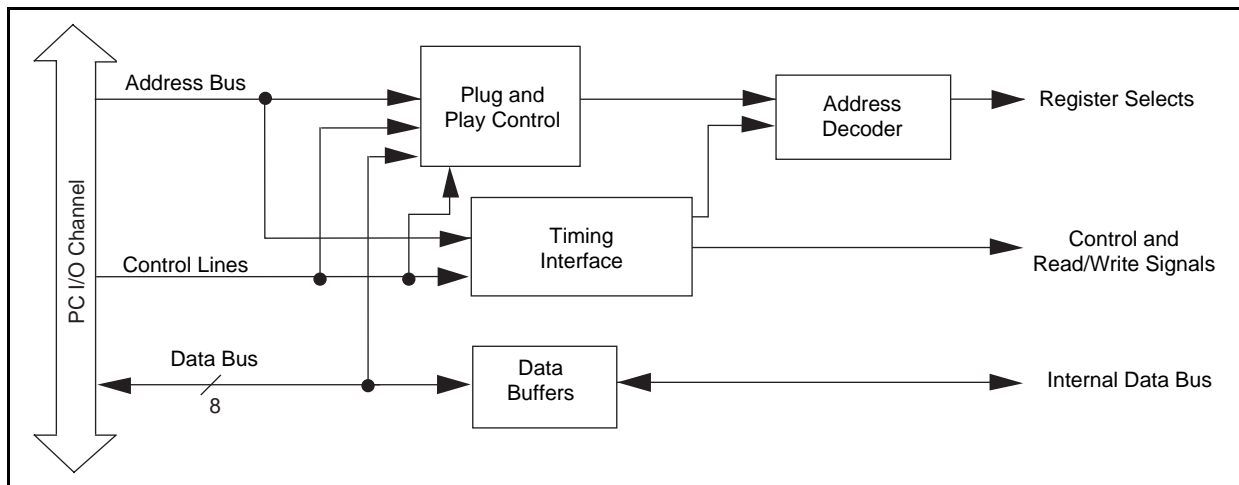 PC I/O Channel
Address Bus
Plug and
Play Control
Address
Decoder
Register Selects
Control Lines
Timing
Interface
Control and
Read/Write Signals
Data Bus
8
Data
Buffers
Internal Data Bus